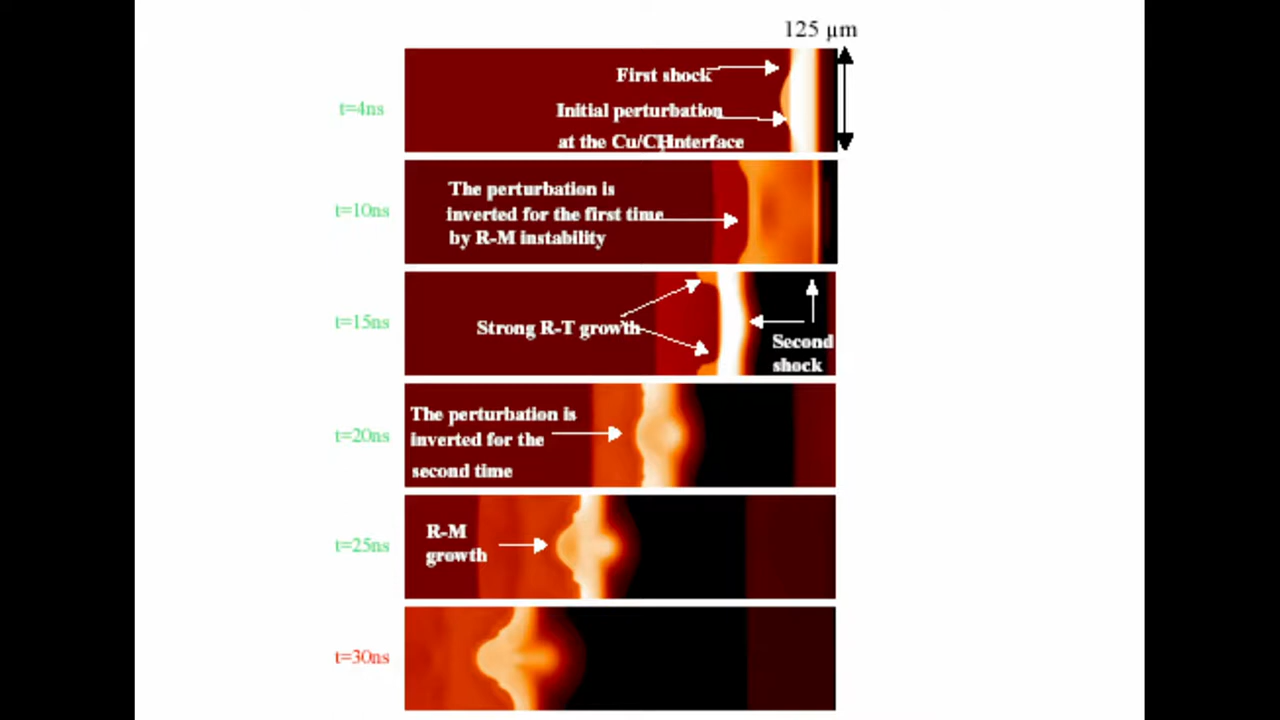 125 μm
First shock
t=4ns
Initial perturbation
at the Cu/CH interface
The perturbation is
t=10ns
inverted for the first time
by R-M instability
t=15ns
Strong R-T growth
Second
shock
The perturbation is
t=20ns
inverted for the
second time
R-M
t=25ns
growth
t=30ns